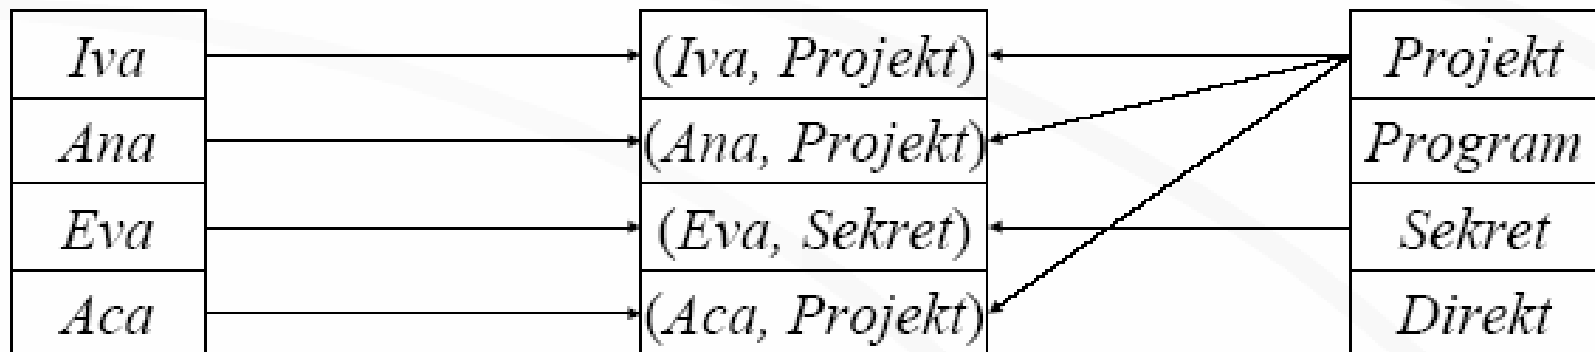 Iva (Iva, Projekt) Projekt
Ana (Ana, Projekt) Program
Eva (Eva, Sekret) Sekret
Aca (Aca, Projekt) Direkt